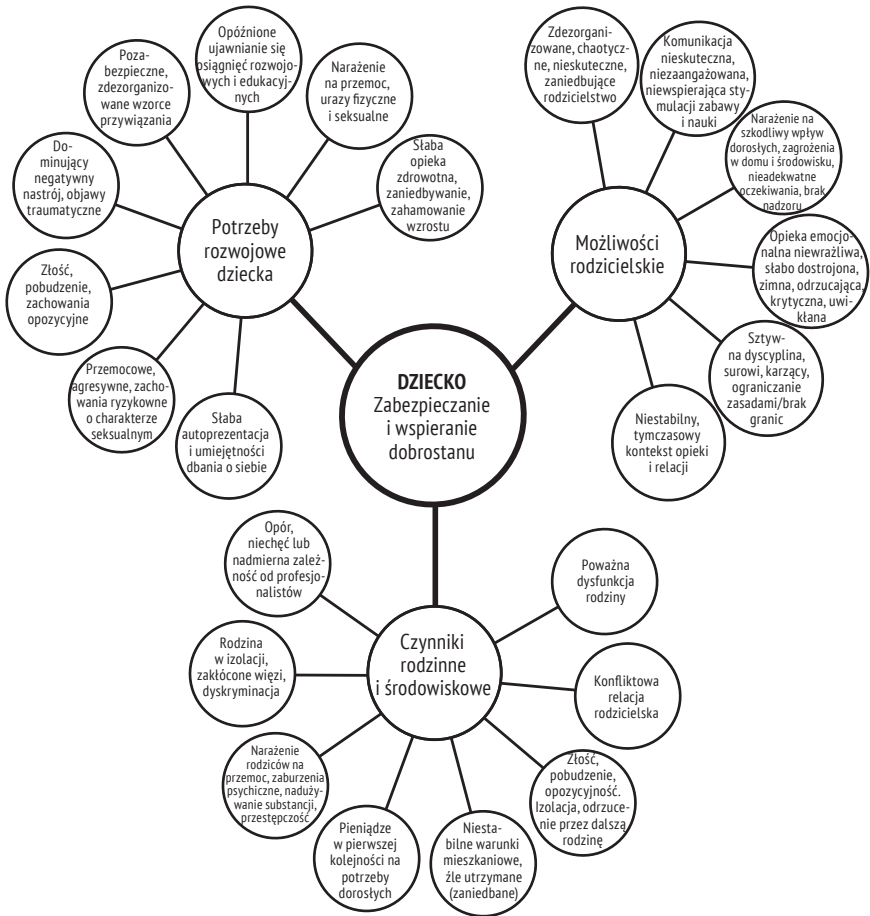 Opóźnione
ujawnianie się
osiągnięć rozwojo-
wych i edukacyj-
nych
Poza-
bezpieczne,
zdezorganizo-
wane wzorce
przywiązania
Narażenie
na przemoc,
urazy fizyczne
i seksualne
Do-
minujący
negatywny
nastrój, objawy
traumatyczne
Słaba
opieka
zdrowotna,
zaniedbywanie,
zahamowanie
wzrostu
Potrzeby
rozwojowe
dziecka
Złość,
pobudzenie,
zachowania
opozycyjne
Przemocowe,
agresywne, zacho-
wania ryzykowne
o charakterze
seksualnym
Słaba
autoprezentacja
i umiejętności
dbania o siebie
Zdezorgani-
zowane, chaotycz-
ne, nieskuteczne,
zaniedbujące
rodzicielstwo
Komunikacja
nieskuteczna,
niezaangażowana,
niewspierająca sty-
mulacji zabawy
i nauki
Narażenie na
szkodliwy wpływ
dorosłych, zagrożenia
w domu i środowisku,
nieadekwatne
oczekiwania, brak
nadzoru
Możliwości
rodzicielskie
Opieka emocjo-
nalna niewrażliwa,
słabo dostrojona,
zimna, odrzucająca,
krytyczna, uwi-
kłana
Sztyw-
na dyscyplina,
surowi, karzący,
ograniczanie
zasadami/brak
granic
Niestabilny,
tymczasowy
kontekst opieki
i relacji
DZIECKO
Zabezpieczanie
i wspieranie
dobrostanu
Opór,
niechęć lub
nadmierna zależ-
ność od profesjo-
nalistów
Poważna
dysfunkcja
rodziny
Rodzina
w izolacji,
zakłócone więzi,
dyskryminacja
Czynniki
rodzinne
i środowiskowe
Konfliktowa
relacja
rodzicielska
Narażenie
rodziców na
przemoc, zaburzenia
psychiczne, naduży-
wanie substancji,
przestępczość
Pieniądze
w pierwszej
kolejności na
potrzeby
dorosłych
Niesta-
bilne warunki
mieszkaniowe,
źle utrzymane
(zaniedbane)
Złość,
pobudzenie,
opozycyjność.
Izolacja, odrzuce-
nie przez dalszą
rodzinę